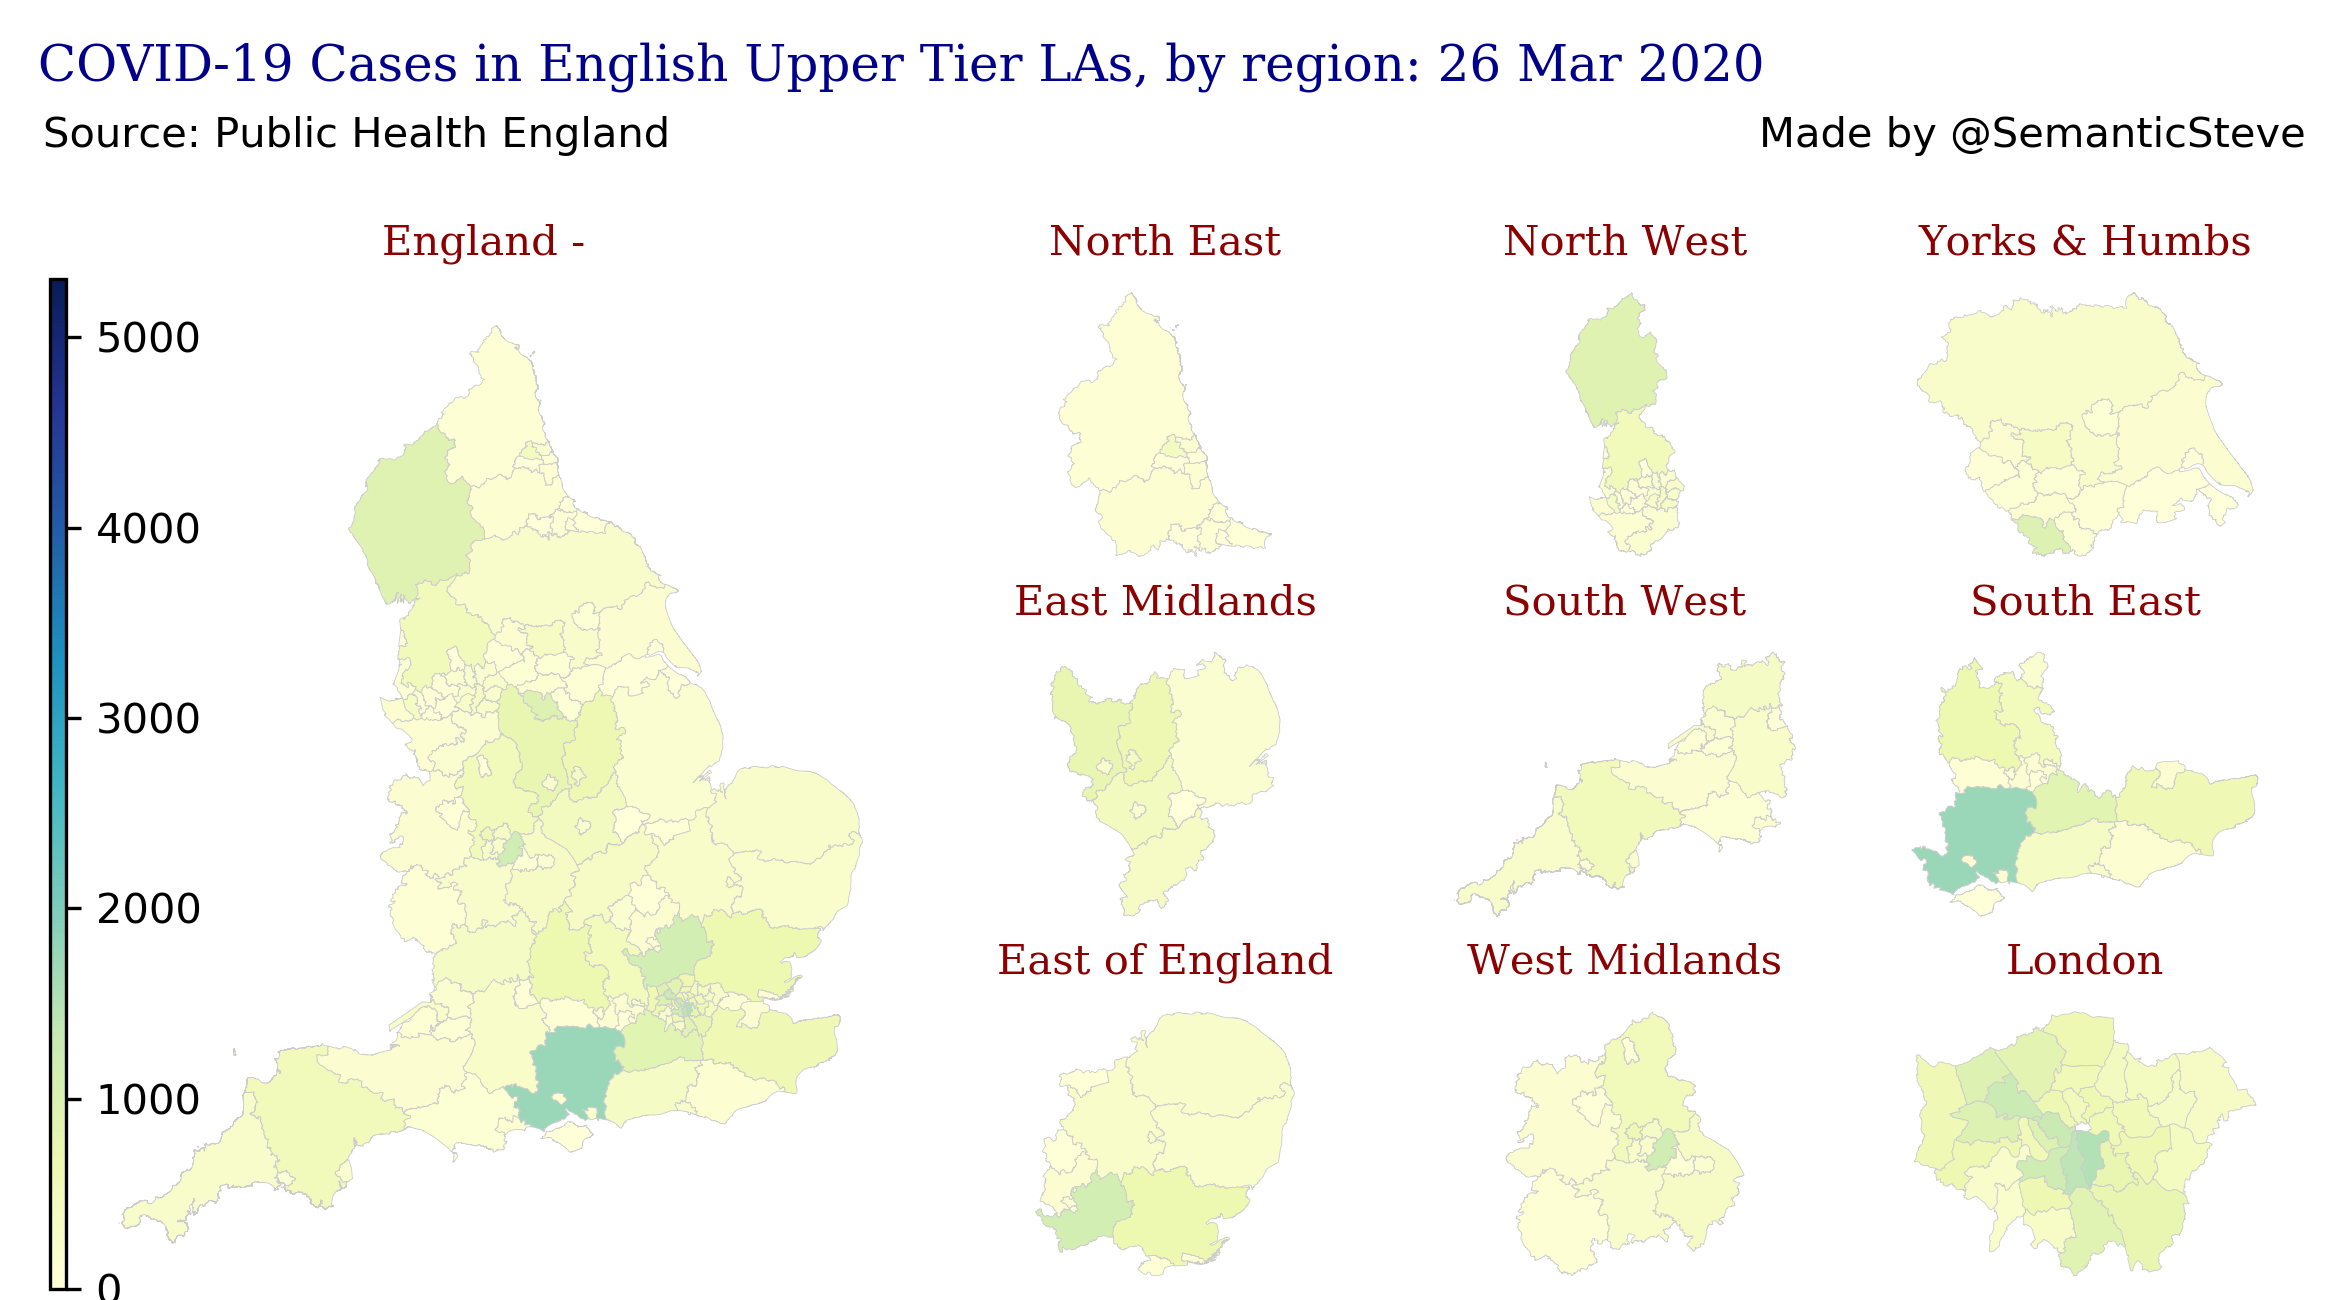 COVID-19 Cases in English Upper Tier LAs, by region: 26 Mar 2020
Source: Public Health England
Made by @SemanticSteve
England -
North East
North West
Yorks & Humbs
5000
4000
3000
2000
1000
0
East Midlands
South West
South East
East of England
West Midlands
London